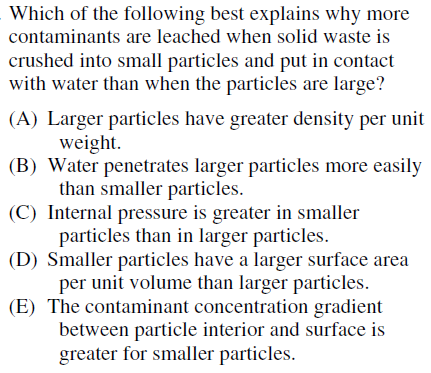 Which of the following best explains why more
contaminants are leached when solid waste is
crushed into small particles and put in contact
with water than when the particles are large?
(A) Larger particles have greater density per unit
weight.
(B) Water penetrates larger particles more easily
than smaller particles.
(C) Internal pressure is greater in smaller
particles than in larger particles.
(D) Smaller particles have a larger surface area
per unit volume than larger particles.
(E) The contaminant concentration gradient
between particle interior and surface is
greater for smaller particles.